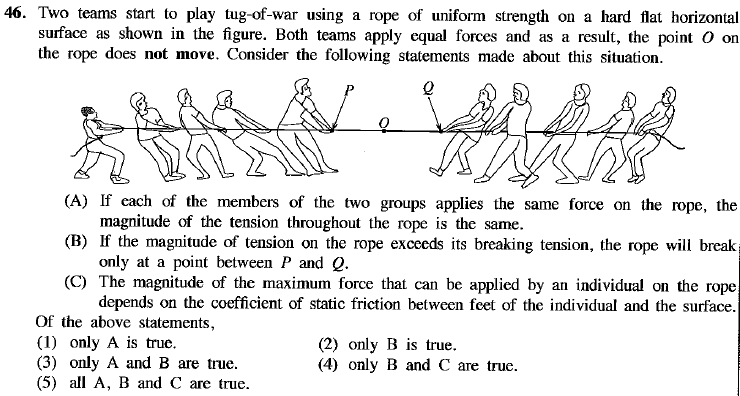 46. Two teams start to play tug-of-war using a rope of uniform strength on a hard flat horizontal
surface as shown in the figure. Both teams apply equal forces and as a result, the point O on
the rope does not move. Consider the following statements made about this situation.
P Q
O
(A) If each of the members of the two groups applies the same force on the rope, the
magnitude of the tension throughout the rope is the same.
(B) If the magnitude of tension on the rope exceeds its breaking tension, the rope will break
only at a point between P and Q.
(C) The magnitude of the maximum force that can be applied by an individual on the rope
depends on the coefficient of static friction between feet of the individual and the surface.
Of the above statements,
(1) only A is true. (2) only B is true.
(3) only A and B are true. (4) only B and C are true.
(5) all A, B and C are true.